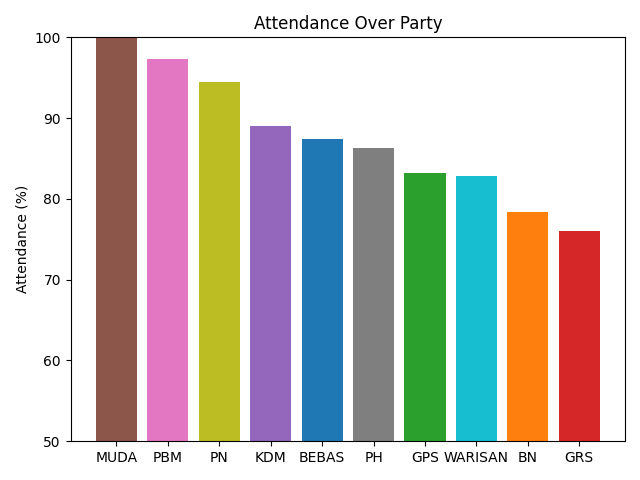 Attendance Over Party
Attendance (%)
100
90
80
70
60
50
MUDA PBM PN KDM BEBAS PH GPS WARISAN BN GRS